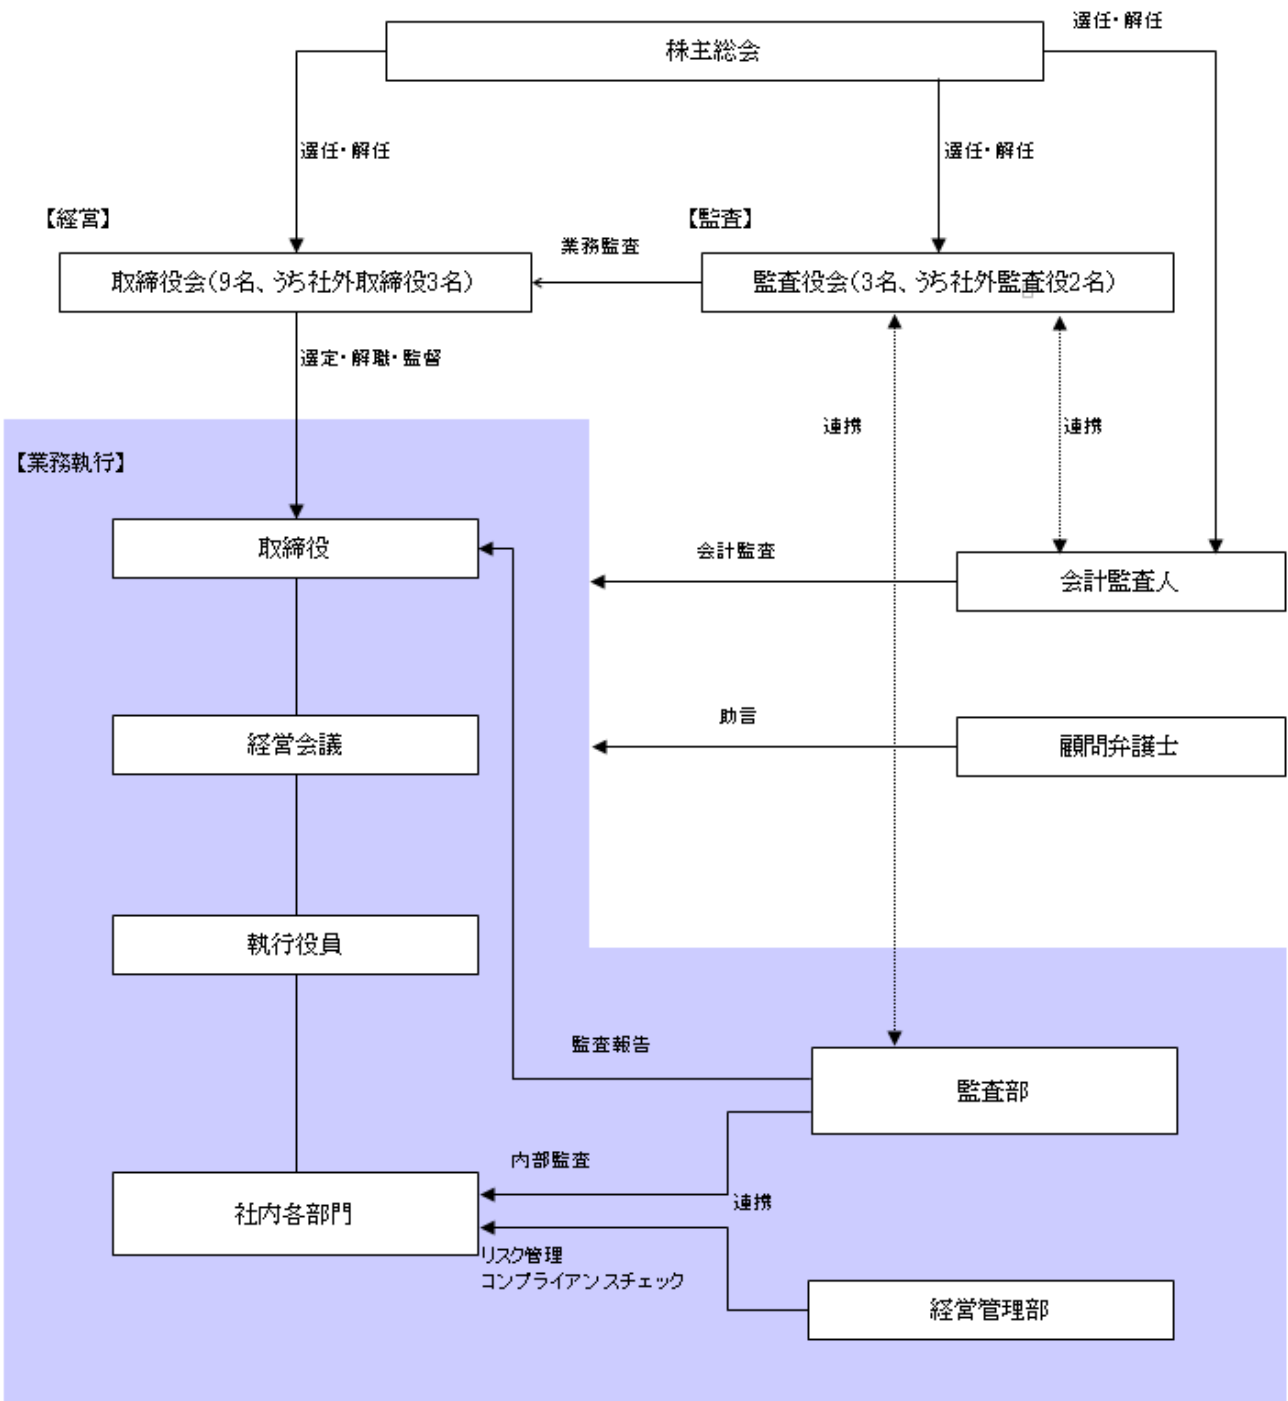 選任・解任
株主総会
選任・解任
選任・解任
【経営】
【監査】
業務監査
取締役会(9名、うち社外取締役3名)
監査役会(3名、うち社外監査役2名)
選定・解職・監督
連携
連携
【業務執行】
取締役
会計監査
会計監査人
助言
顧問弁護士
経営会議
執行役員
監査報告
監査部
内部監査
連携
社内各部門
リスク管理
コンプライアンスチェック
経営管理部